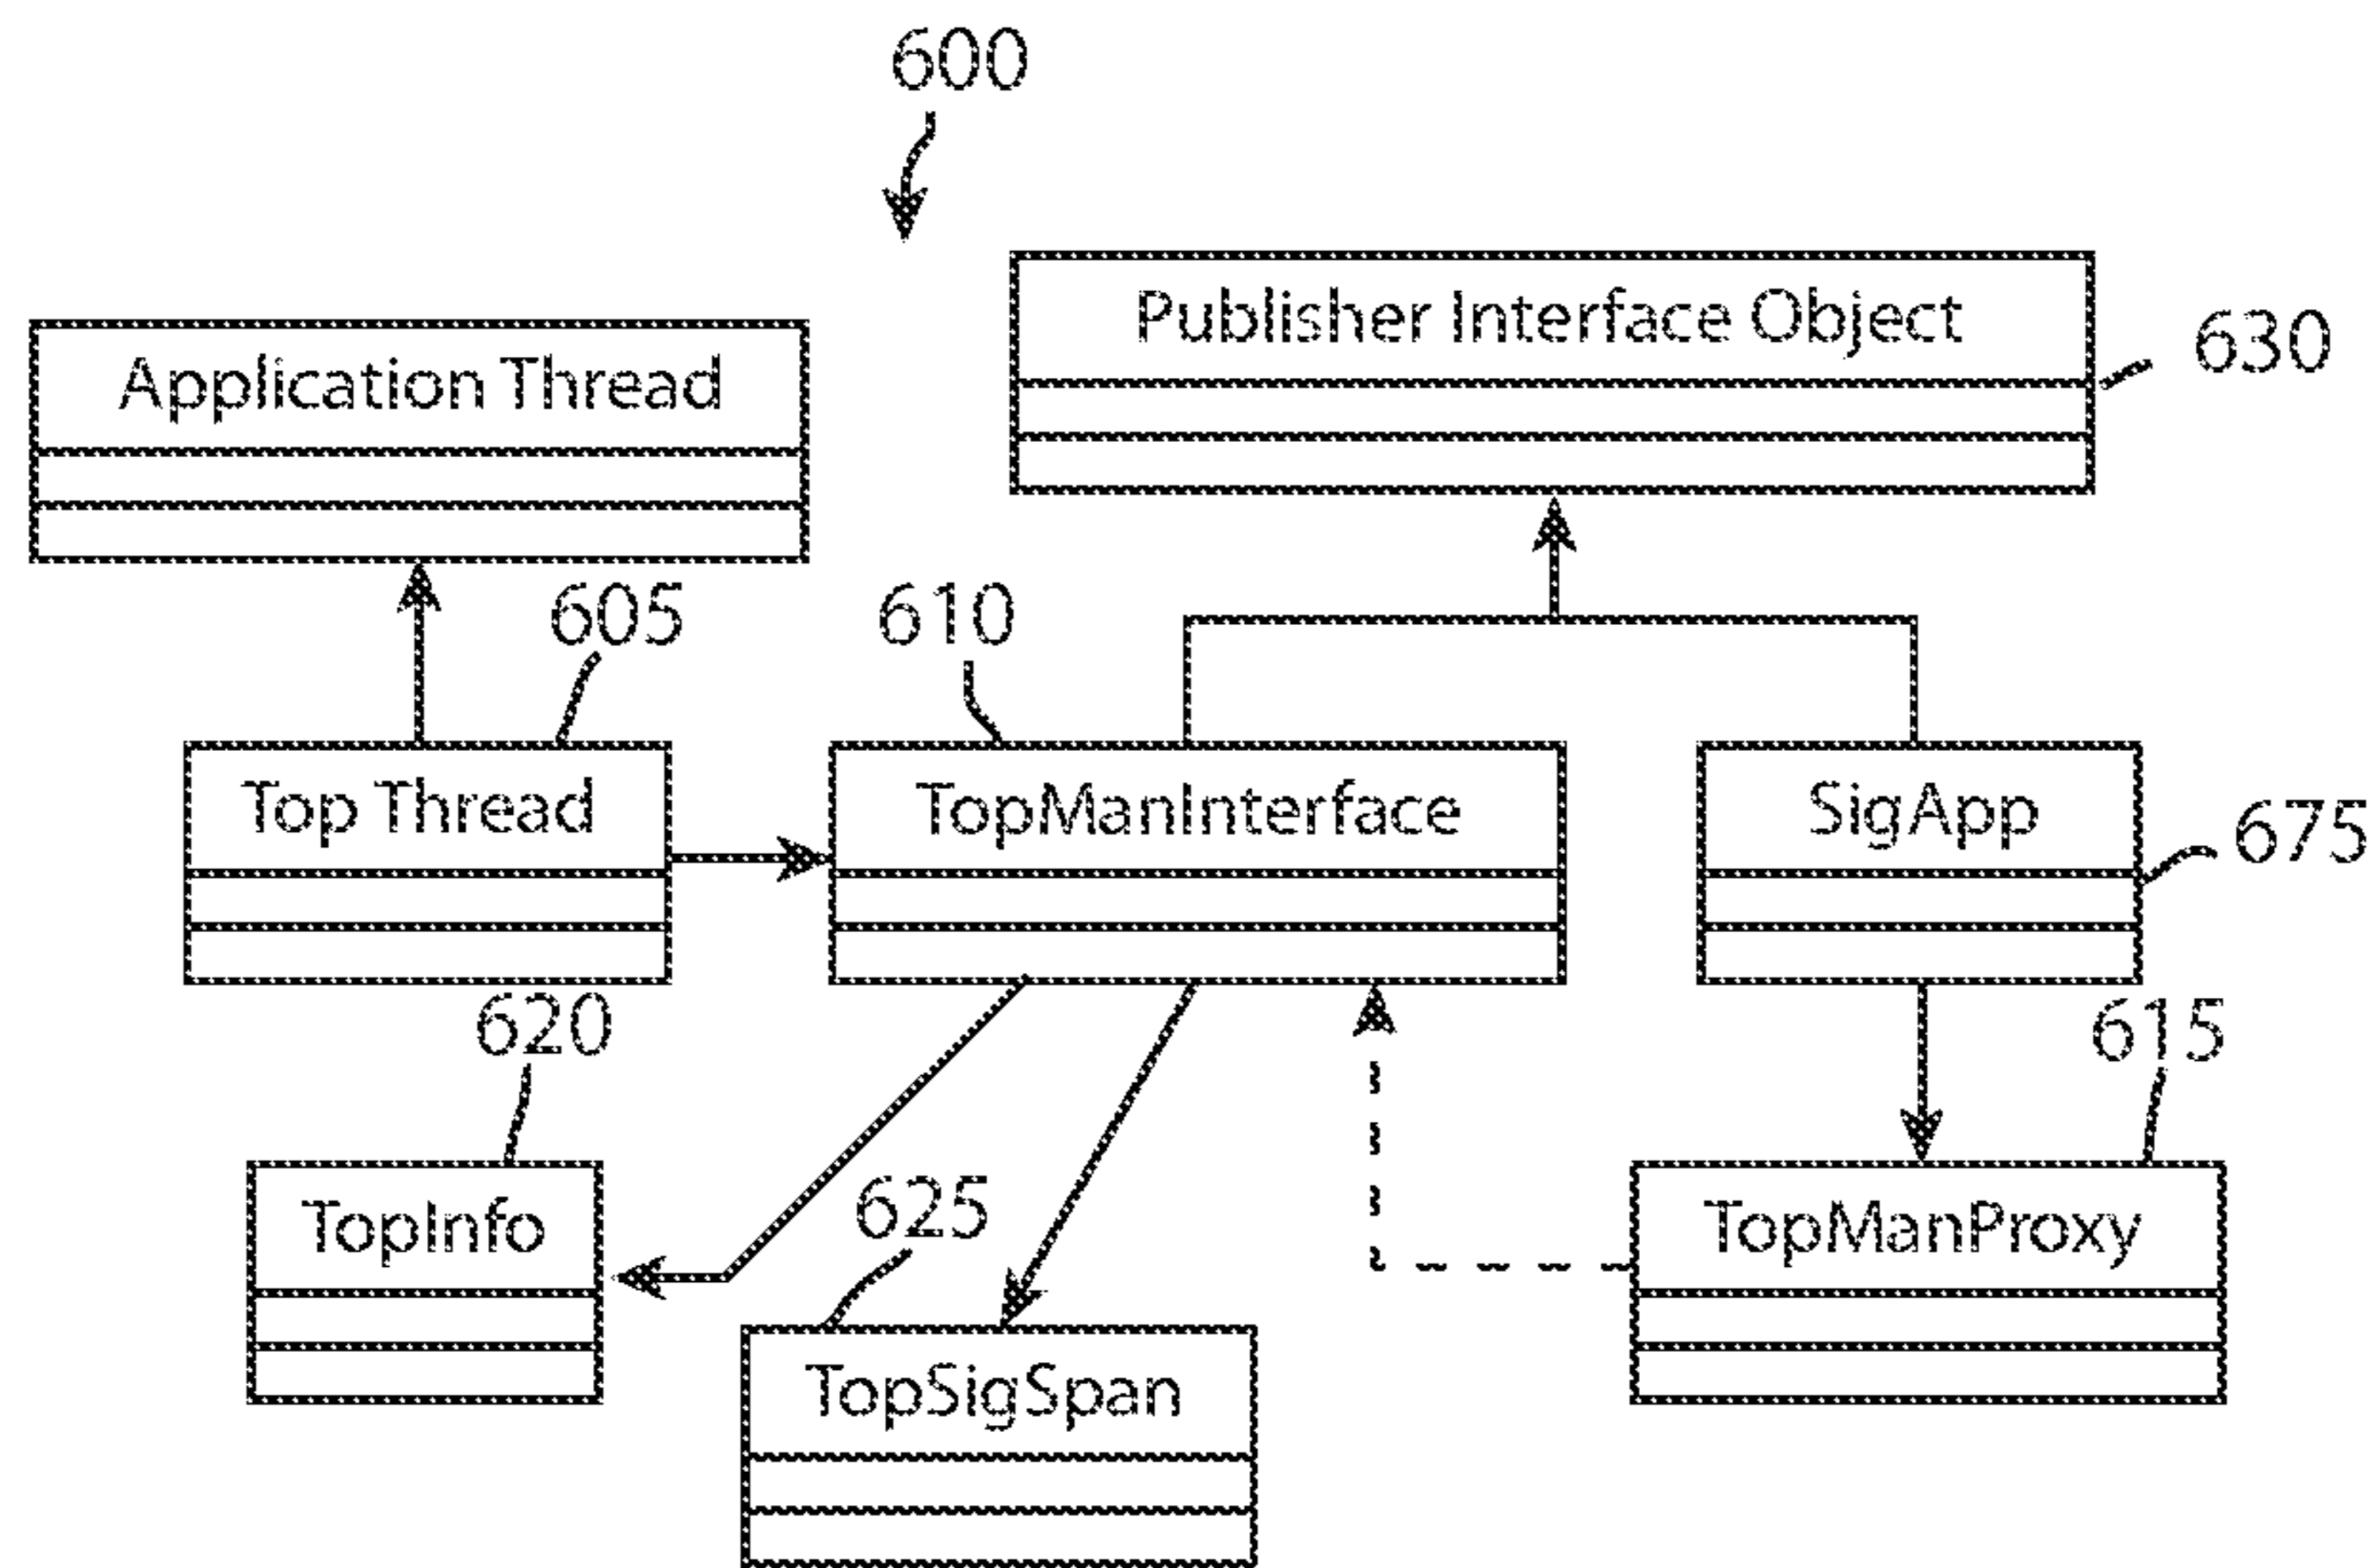 600
Publisher Interface Object
630
Application Thread
605
610
Top Thread
TopManInterface
SigApp
675
620
615
TopInfo
625
TopManProxy
TopSigSpan